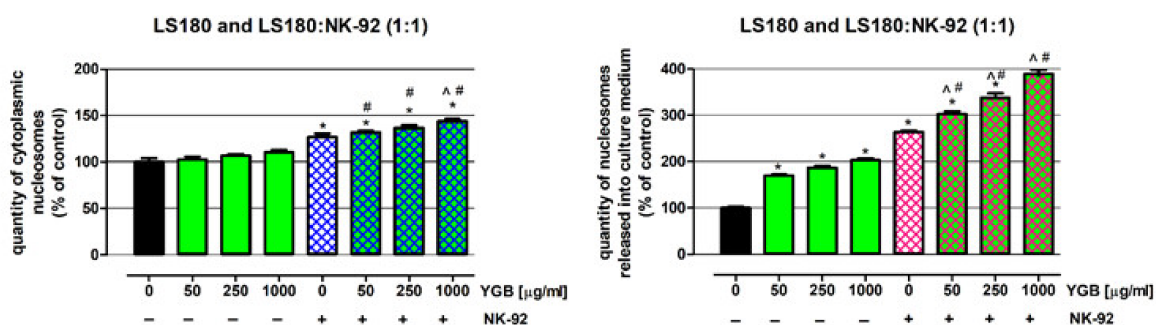 LS180 and LS180:NK-92 (1:1)
quantity of cytoplasmic
nucleosomes
(% of control)
200
150
100
50
0
* # * # * ^ # *
0 50 250 1000 0 50 250 1000 YGB [µg/ml]
– – – – + + + + NK-92
LS180 and LS180:NK-92 (1:1)
quantity of nucleosomes
released into culture medium
(% of control)
400
300
200
100
0
* * * * ^ # * ^ # * ^ #
0 50 250 1000 0 50 250 1000 YGB [µg/ml]
– – – – + + + + NK-92